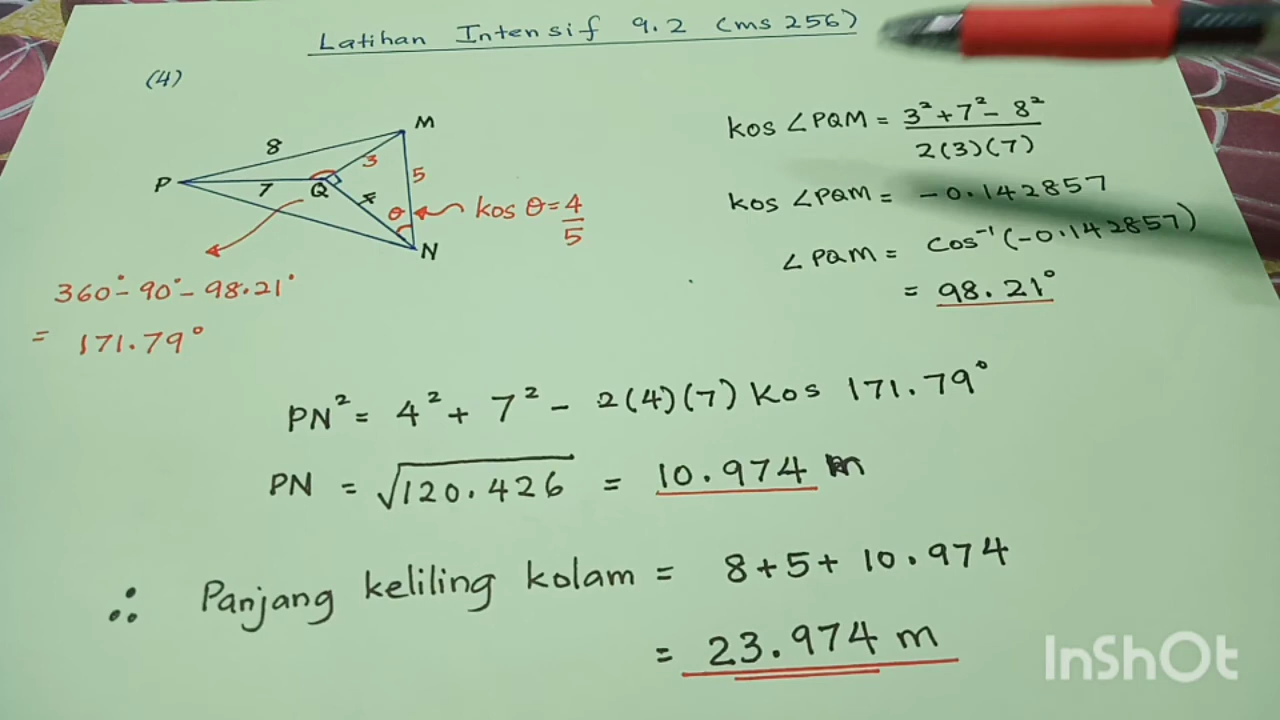 Latihan Intensif 9.2 (ms 256)
(4)
M
8
3
P
7
Q
5
θ
kos θ = 4/5
N
360° - 90° - 98.21°
= 171.79°
kos ∠PQM = 3² + 7² - 8² / 2(3)(7)
kos ∠PQM = -0.142857
∠PQM = cos⁻¹(-0.142857)
= 98.21°
PN² = 4² + 7² - 2(4)(7) kos 171.79°
PN = √120.426 = 10.974 m
∴ Panjang keliling kolam = 8+5+10.974
= 23.974 m
InShOt